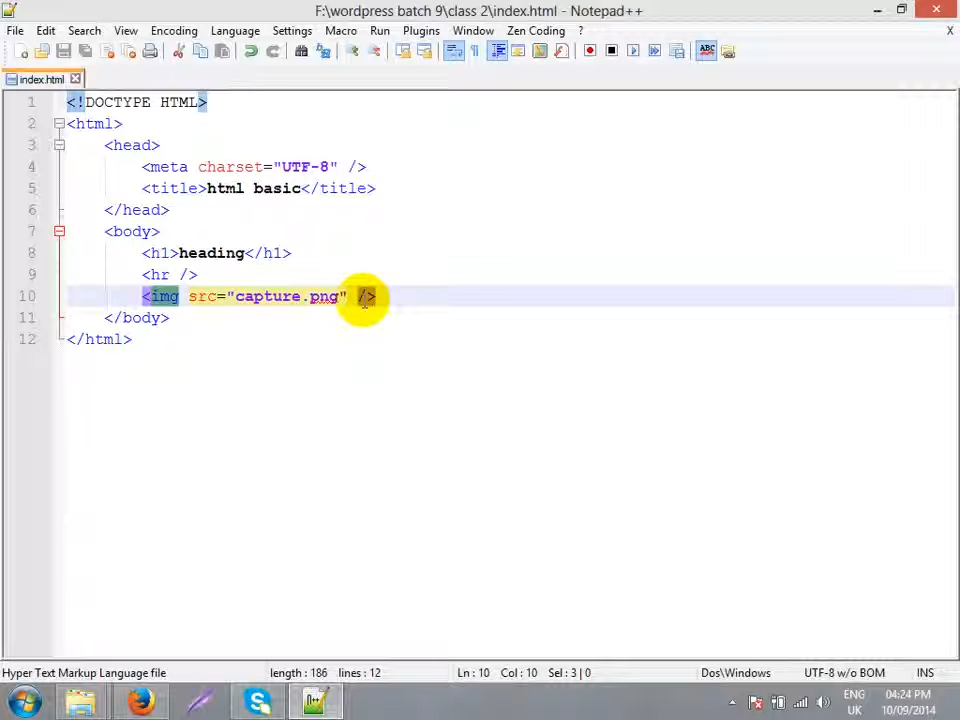 F:\wordpress batch 9\class 2\index.html - Notepad++
File Edit Search View Encoding Language Settings Macro Run Plugins Window Zen Coding ? X
ABC
index.html
1 <!DOCTYPE HTML>
2 <html>
3 <head>
4 <meta charset="UTF-8" />
5 <title>html basic</title>
6 </head>
7 <body>
8 <h1>heading</h1>
9 <hr />
10 <img src="capture.png" />
11 </body>
12 </html>
Hyper Text Markup Language file length : 186 lines : 12 Ln : 10 Col : 10 Sel : 3 | 0 Dos\Windows UTF-8 w/o BOM INS
ENG 04:24 PM
UK 10/09/2014